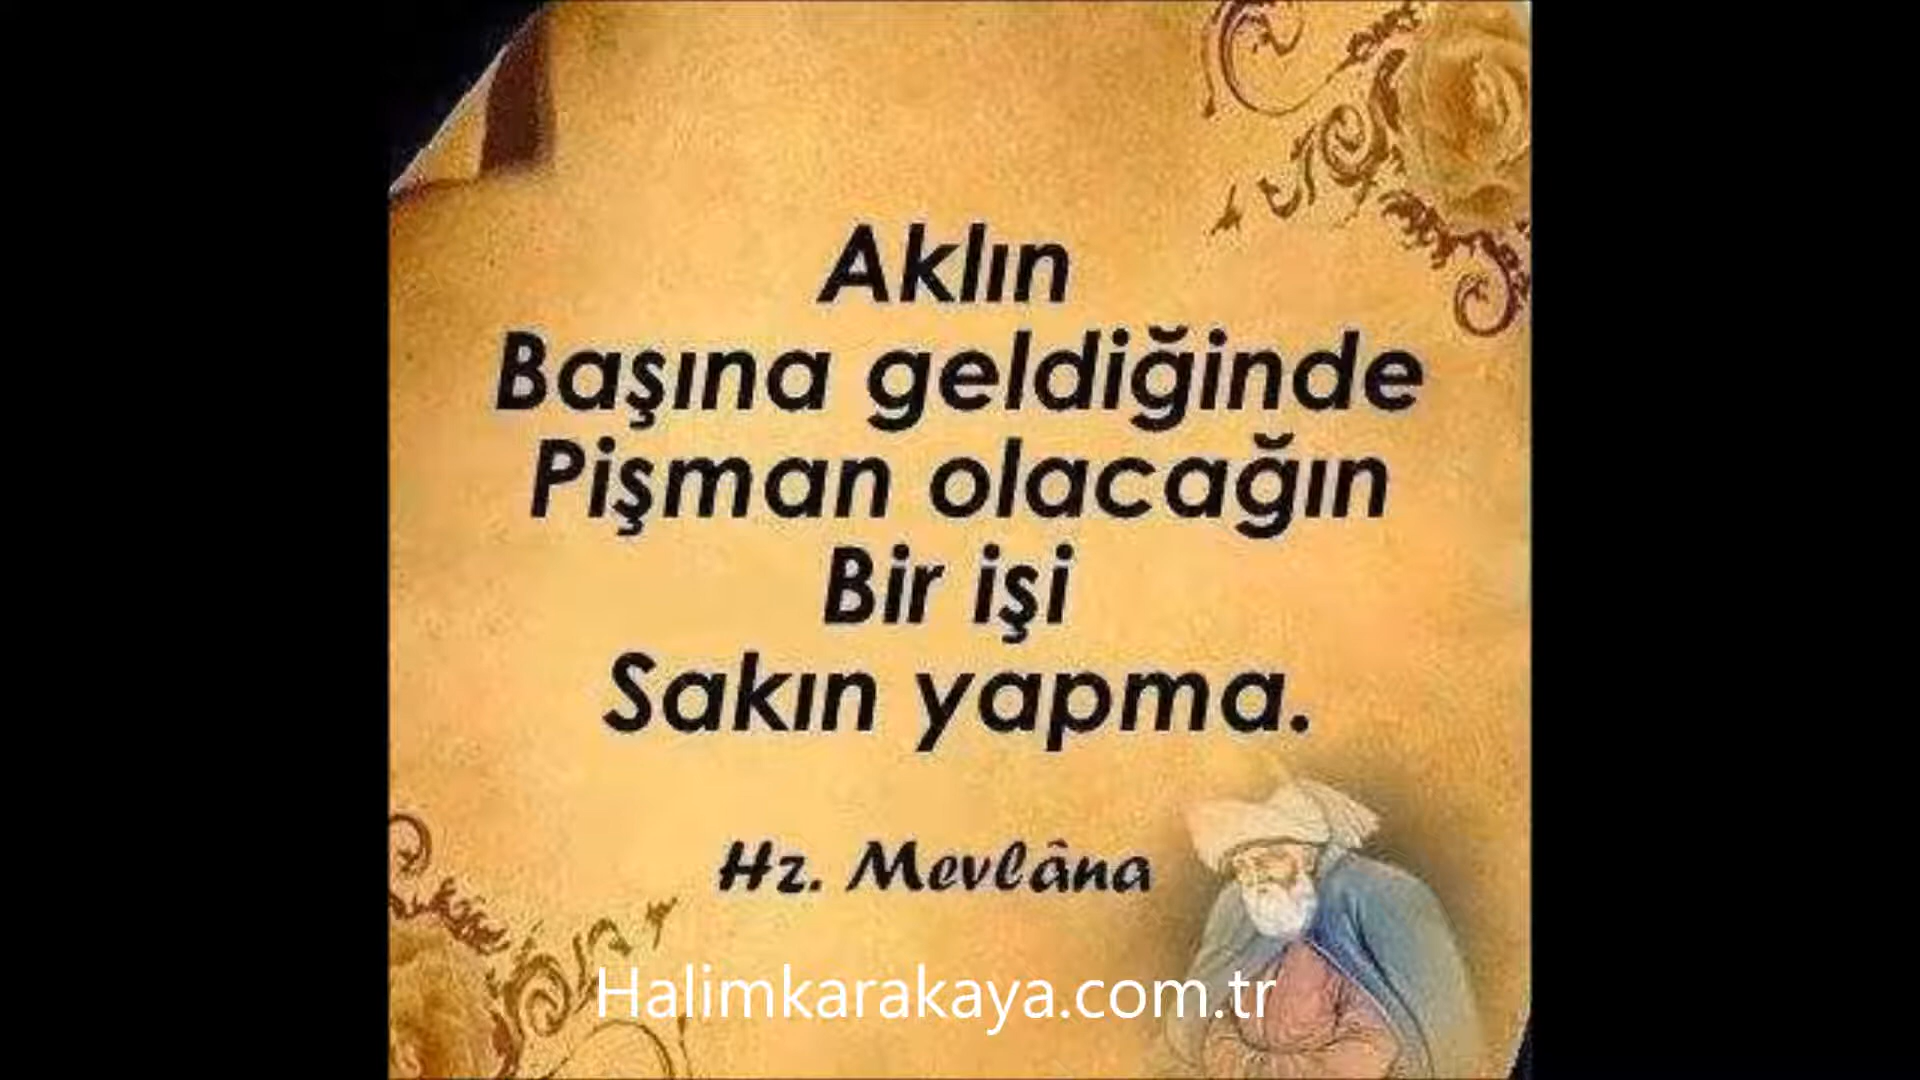 Aklın
Başına geldiğinde
Pişman olacağın
Bir işi
Sakın yapma.
Hz. Mevlâna
Halimkarakaya.com.tr